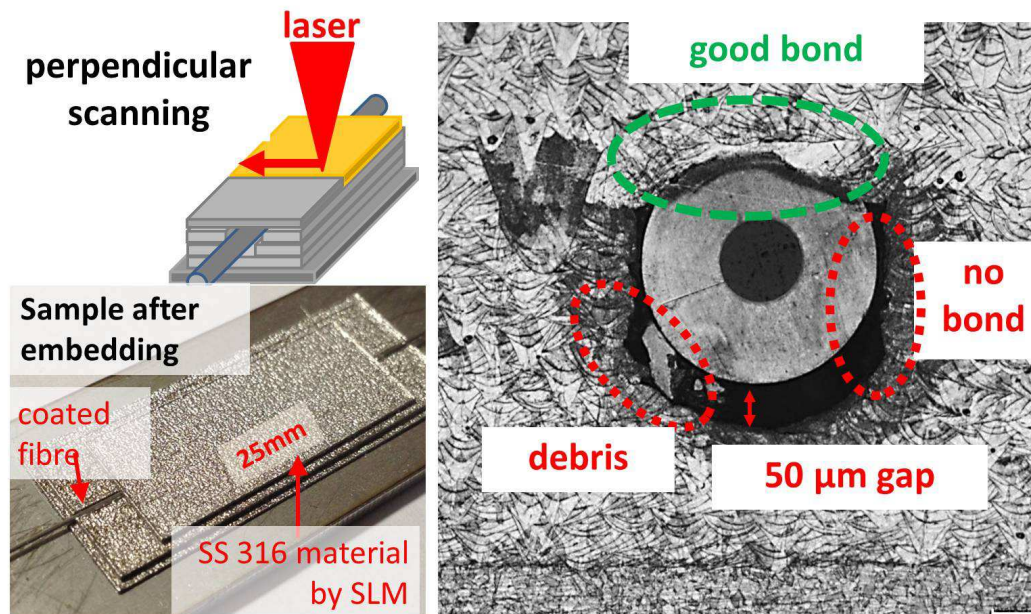 laser
perpendicular
scanning
Sample after
embedding
coated
fibre
25mm
SS 316 material
by SLM
good bond
no
bond
debris
50 µm gap